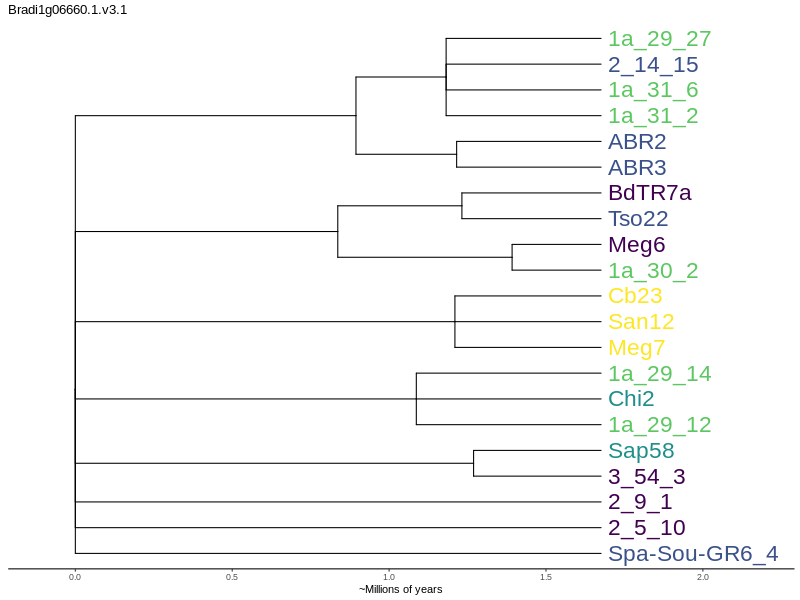 Bradi1g06660.1.v3.1
1a_29_27
2_14_15
1a_31_6
1a_31_2
ABR2
ABR3
BdTR7a
Tso22
Meg6
1a_30_2
Cb23
San12
Meg7
1a_29_14
Chi2
1a_29_12
Sap58
3_54_3
2_9_1
2_5_10
Spa-Sou-GR6_4
0.0 0.5 1.0 1.5 2.0
~Millions of years